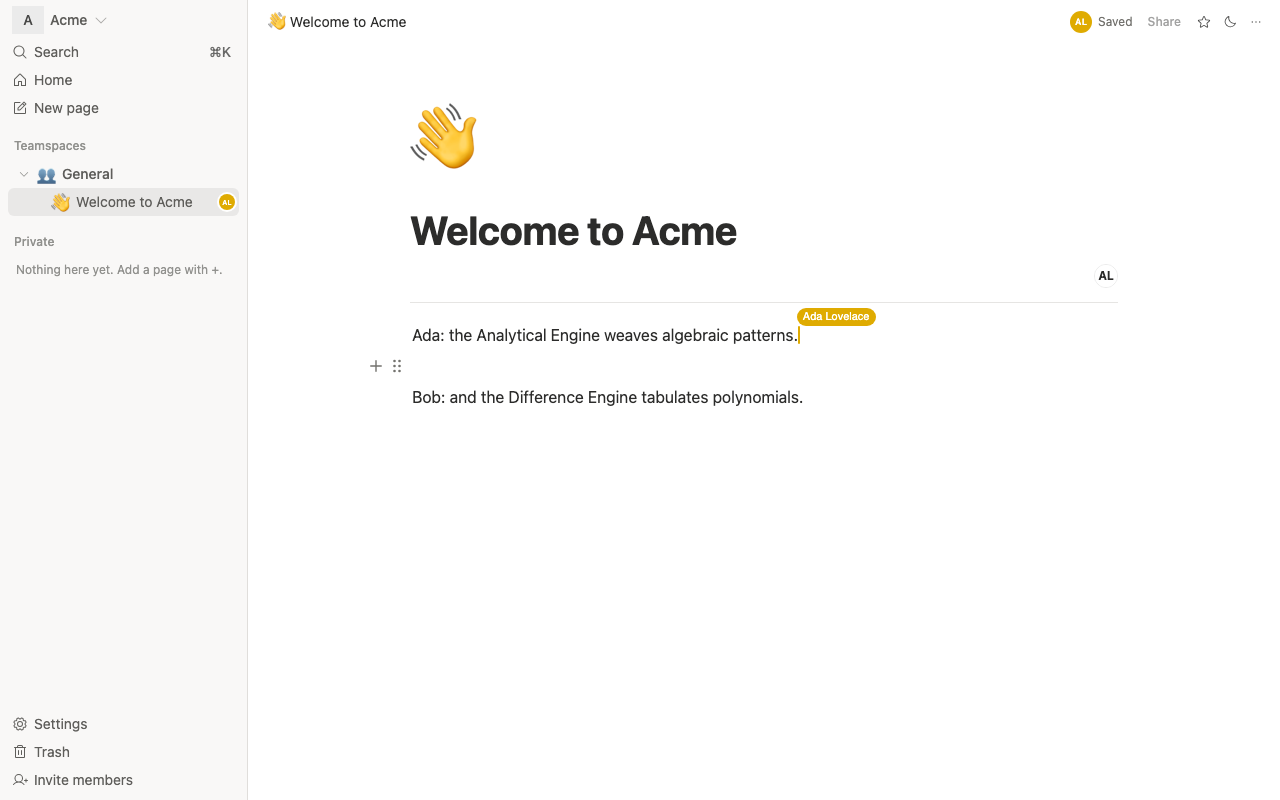 A Acme
Search ⌘K
Home
New page
Teamspaces
General
Welcome to Acme AL
Private
Nothing here yet. Add a page with +.
Settings
Trash
Invite members
Welcome to Acme
AL Saved Share
Welcome to Acme
AL
Ada Lovelace
Ada: the Analytical Engine weaves algebraic patterns.
Bob: and the Difference Engine tabulates polynomials.